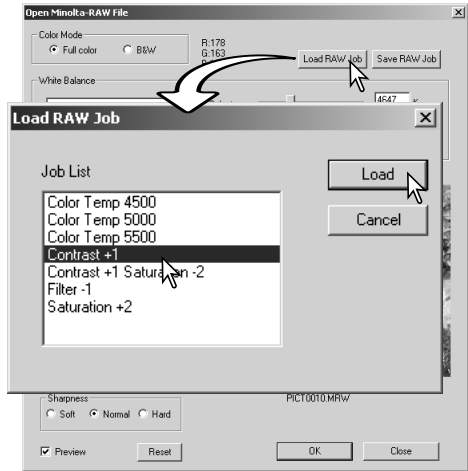 Open Minolta-RAW File
Color Mode
Full color
B&W
R:178
G:163
Load RAW Job
Save RAW Job
White Balance
4647
Load RAW Job
Job List
Load
Cancel
Color Temp 4500
Color Temp 5000
Color Temp 5500
Contrast +1
Contrast +1 Saturation -2
Filter -1
Saturation +2
Sharpness
Soft
Normal
Hard
PICT0010.MRW
Preview
Reset
OK
Close